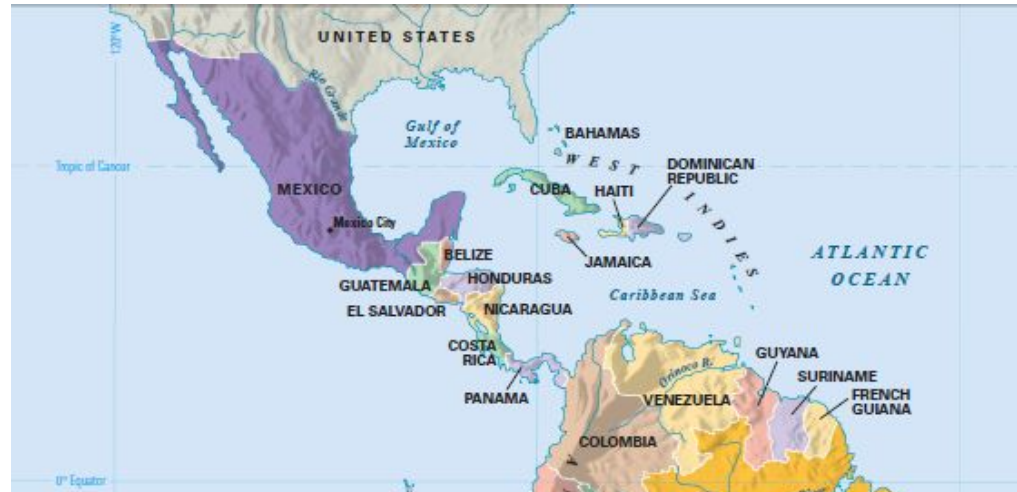 120°W
UNITED STATES
Rio Grande
Gulf of
Mexico
BAHAMAS
WEST INDIES
Tropic of Cancer
DOMINICAN
REPUBLIC
MEXICO
CUBA
HAITI
Mexico City
BELIZE
JAMAICA
ATLANTIC
OCEAN
GUATEMALA
HONDURAS
Caribbean Sea
EL SALVADOR
NICARAGUA
COSTA
RICA
PANAMA
Orinoco R.
GUYANA
SURINAME
VENEZUELA
FRENCH
GUIANA
COLOMBIA
0° Equator